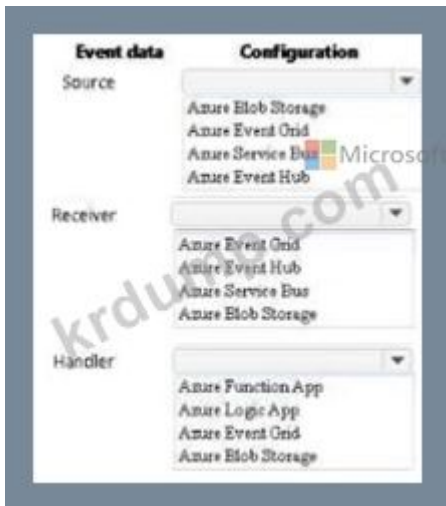 Event data Configuration
Source
Azure Blob Storage
Azure Event Grid
Azure Service Bus
Azure Event Hub
Microsoft
Receiver
Azure Event Grid
Azure Event Hub
Azure Service Bus
Azure Blob Storage
krdump.com
Handler
Azure Function App
Azure Logic App
Azure Event Grid
Azure Blob Storage